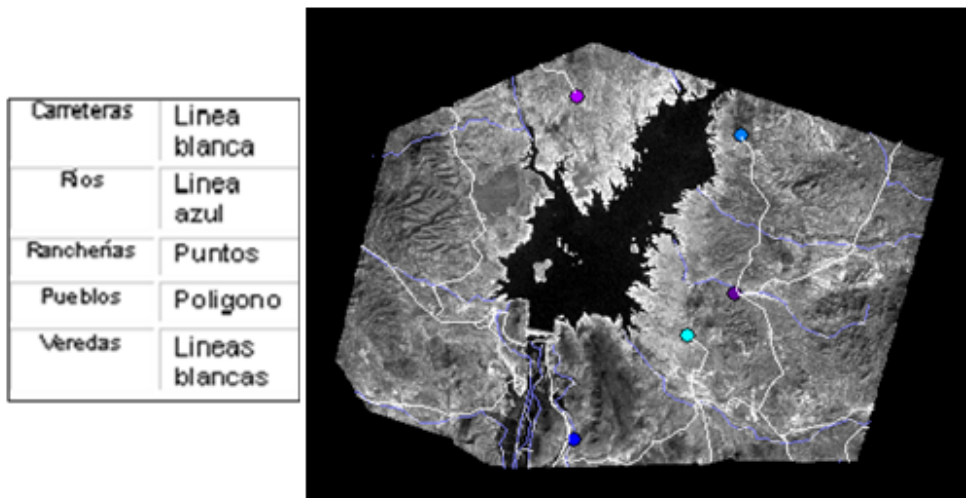 Carreteras
Linea
blanca
Ríos
Linea
azul
Rancherías
Puntos
Pueblos
Poligono
Veredas
Lineas
blancas